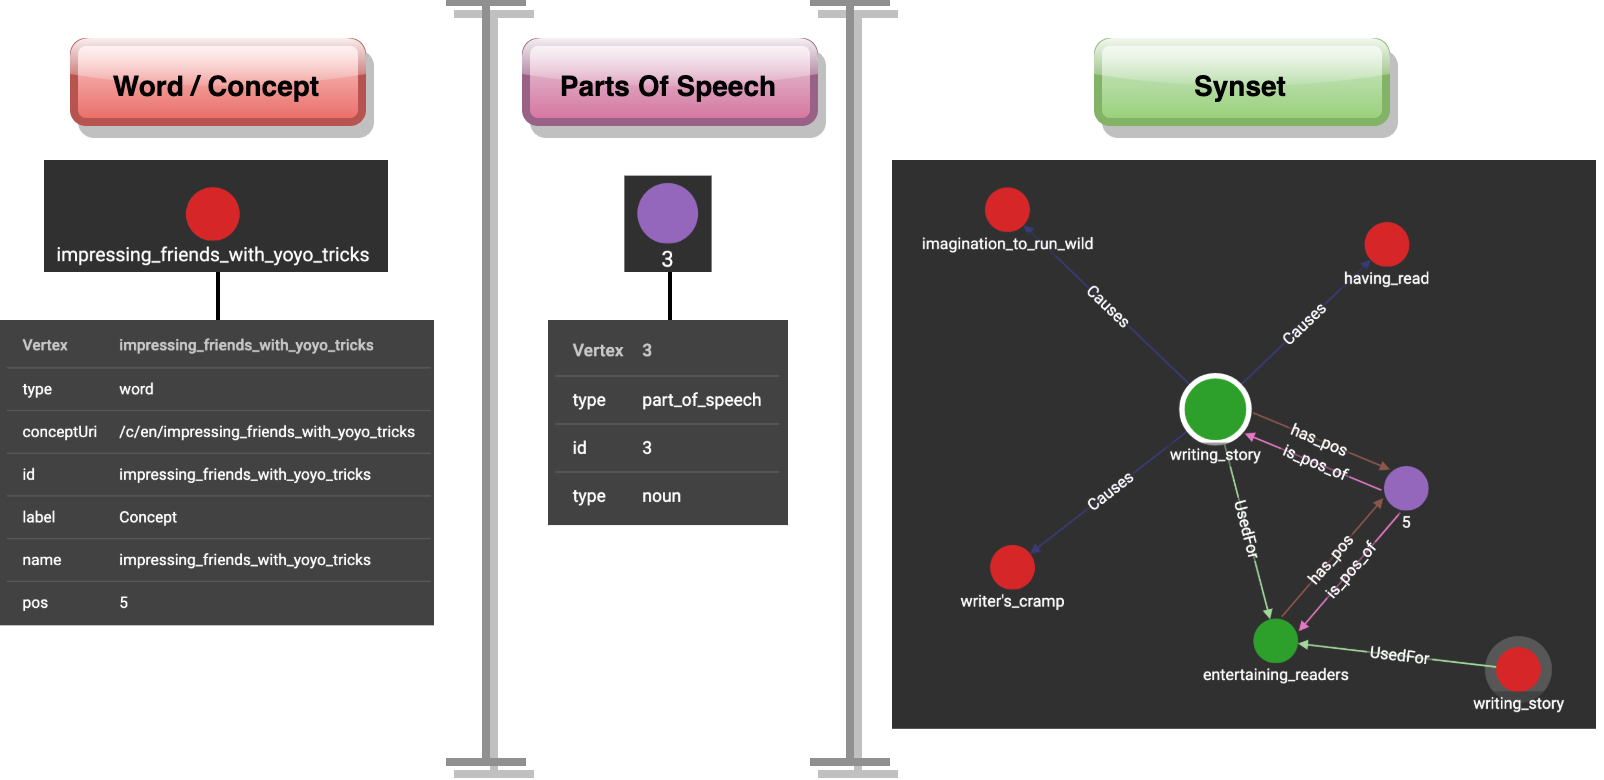 Word / Concept
impressing_friends_with_yoyo_tricks
Vertex impressing_friends_with_yoyo_tricks
type word
conceptUri /c/en/impressing_friends_with_yoyo_tricks
id impressing_friends_with_yoyo_tricks
label Concept
name impressing_friends_with_yoyo_tricks
pos 5
Parts Of Speech
3
Vertex 3
type part_of_speech
id 3
type noun
Synset
imagination_to_run_wild
having_read
Causes
Causes
writing_story
has_pos
is_pos_of
Causes
UsedFor
5
has_pos
is_pos_of
writer's_cramp
entertaining_readers
UsedFor
writing_story